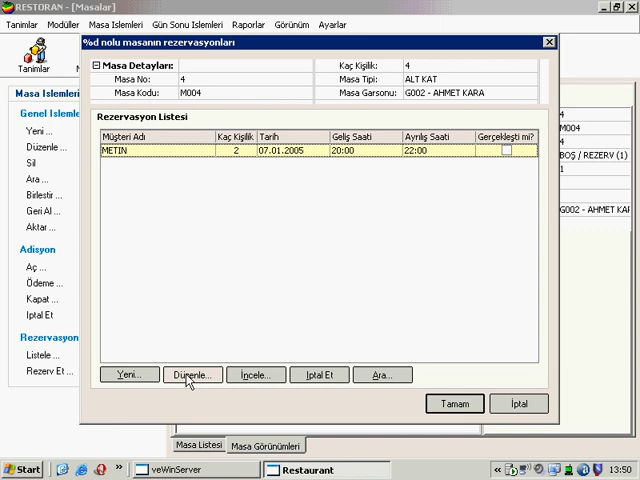 RESTORAN - [Masalar]
Tanimlar Modüller Masa Islemleri Gün Sonu Islemleri Raporlar Görünüm Ayarlar
Tanimlar
%d nolu masanın rezervasyonları
Masa Detayları:
Masa No: 4
Masa Kodu: M004
Kaç Kişilik: 4
Masa Tipi: ALT KAT
Masa Garsonu: G002 - AHMET KARA
Rezervasyon Listesi
Müşteri Adı Kaç Kişilik Tarih Geliş Saati Ayrılış Saati Gerçekleşti mi?
METIN 2 07.01.2005 20:00 22:00
Yeni... Düzenle... İncele... Iptal Et Ara...
Tamam İptal
Masa Islemleri
Genel Islemler
Yeni ...
Düzenle ...
Sil
Ara ...
Birlestir ...
Geri Al ...
Aktar ...
Adisyon
Aç ...
Ödeme ...
Kapat ...
Iptal Et
Rezervasyon
Listele ...
Rezerv Et ...
4
M004
4
BOŞ / REZERV (1)
1
G002 - AHMET KAR
Masa Listesi Masa Görünümleri
Start » veWinServer Restaurant « 13:50